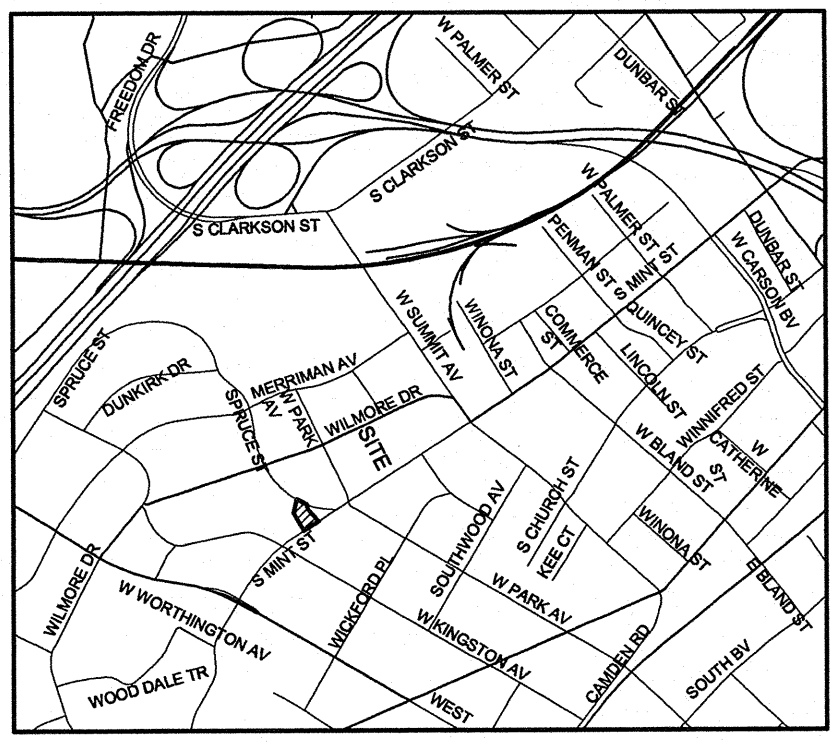 FREEDOM DR
W PALMER ST
DUNBAR ST
S CLARKSON ST
S CLARKSON ST
W PALMER ST
PENMAN ST
S MINT ST
DUNBAR ST
W CARSON BV
W SUMMIT AV
WINONA ST
COMMERCE
ST
QUINCEY ST
LINCOLN ST
WINNIFRED ST
W
CATHERINE
ST
W BLAND ST
SPRUCE ST
DUNKIRK DR
MERRIMAN AV
SPRUCE ST
W PARK
AV
WILMORE DR
SITE
S MINT ST
SOUTHWOOD AV
S CHURCH ST
KEE CT
WINONA ST
E BLAND ST
WILMORE DR
W WORTHINGTON AV
WICKFORD PL
W PARK AV
W KINGSTON AV
CAMDEN RD
SOUTH BV
WOOD DALE TR
WEST